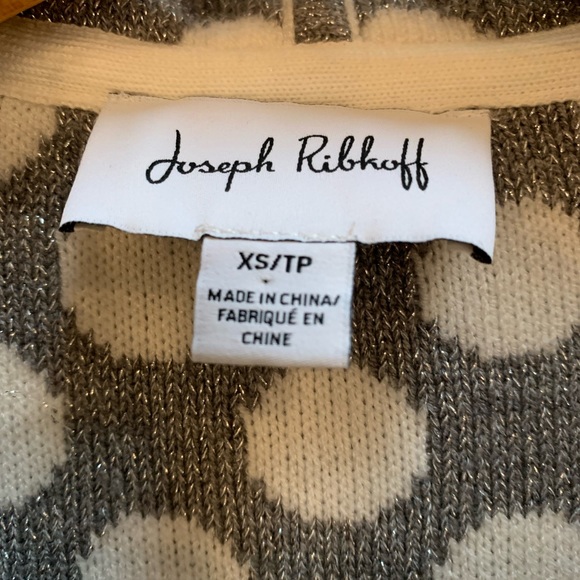 Joseph Ribkoff
XS/TP
MADE IN CHINA/
FABRIQUÉ EN
CHINE